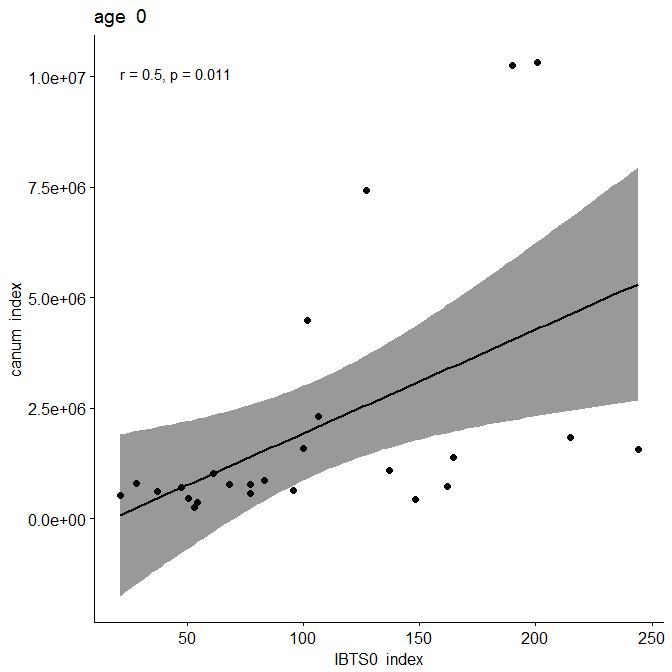 age 0
r = 0.5, p = 0.011
1.0e+07
7.5e+06
5.0e+06
2.5e+06
0.0e+00
canum index
50 100 150 200 250
IBTS0 index